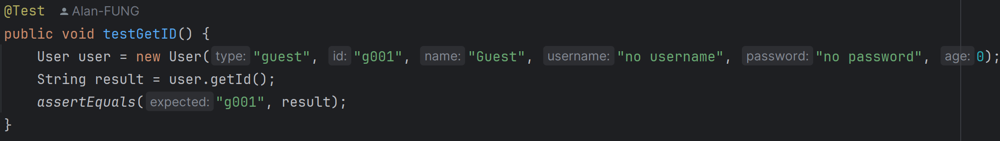 @Test Alan-FUNG
public void testGetID() {
User user = new User( type: "guest", id: "g001", name: "Guest", username: "no username", password: "no password", age: 0);
String result = user.getId();
assertEquals( expected: "g001", result);
}